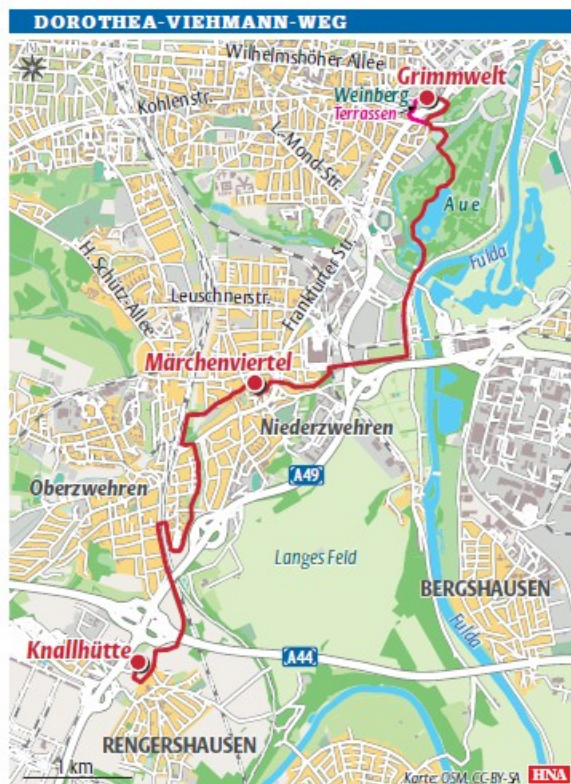 DOROTHEA-VIEHMANN-WEG
Wilhelmshöher Allee
Grimmwelt
Weinberg
Terrassen
Kohlenstr.
L.-Mond-Str.
Aue
Fulda
H.-Schütz-Allee
Frankfurter Str.
Leuschnerstr.
Märchenviertel
Niederzwehren
Oberzwehren
A49
Langes Feld
BERGSHAUSEN
Knallhütte
A44
Fulda
RENGERSHAUSEN
1 km
Karte: OSM, CC-BY-SA HNA